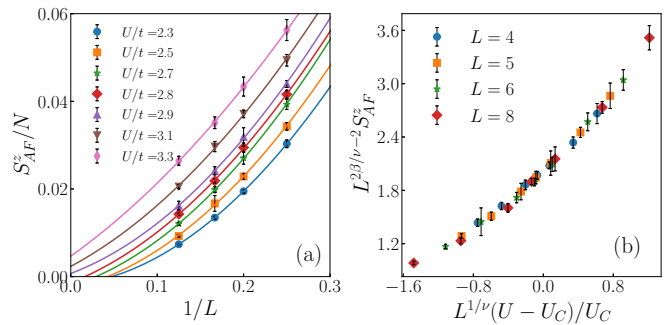 0.06
0.04
0.02
0.00
S^z_{AF}/N
U/t =2.3
U/t =2.5
U/t =2.7
U/t =2.8
U/t =2.9
U/t =3.1
U/t =3.3
(a)
0.0 0.1 0.2 0.3
1/L
3.6
3.0
2.4
1.8
1.2
L^{2β/ν−2}S^z_{AF}
L = 4
L = 5
L = 6
L = 8
(b)
−1.6 −0.8 0.0 0.8
L^{1/ν}(U − U_C)/U_C